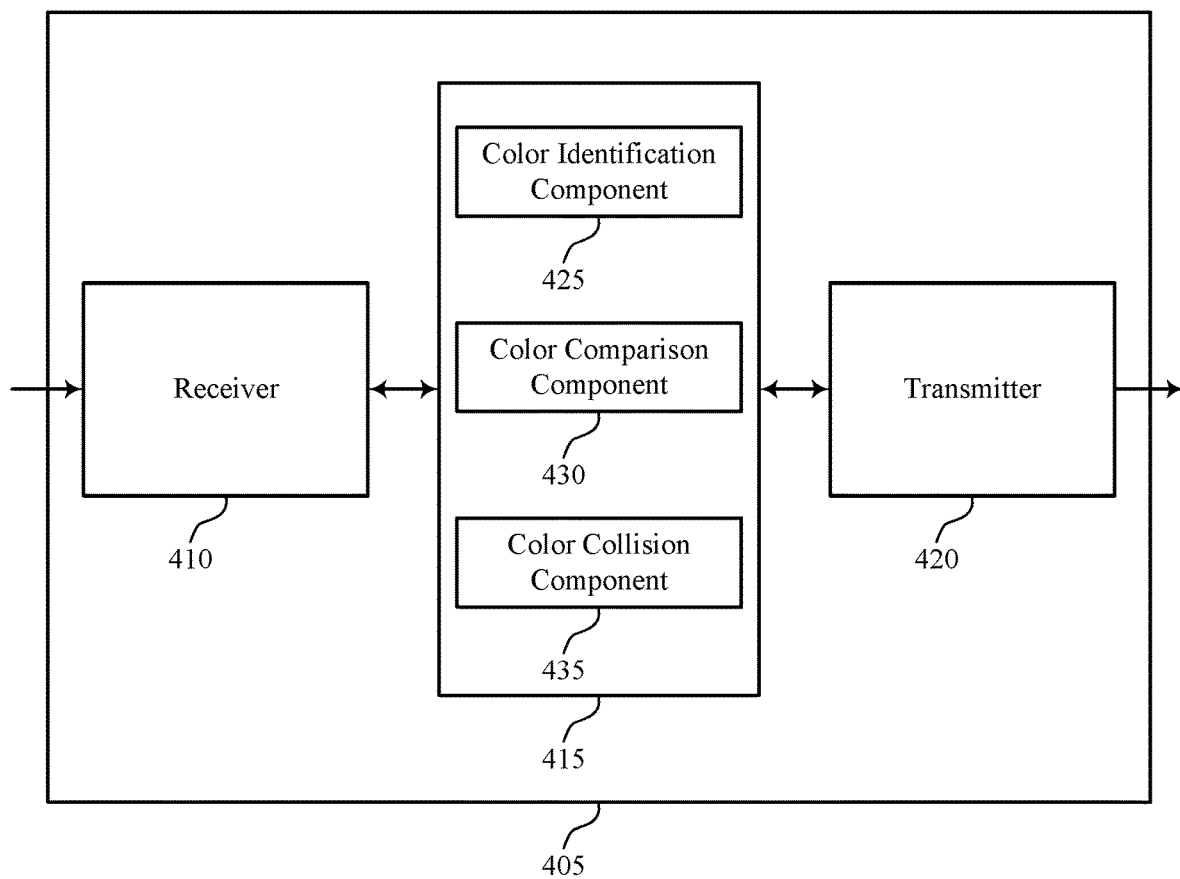 Color Identification
Component
425
Receiver
410
Color Comparison
Component
430
Color Collision
Component
435
415
Transmitter
420
405